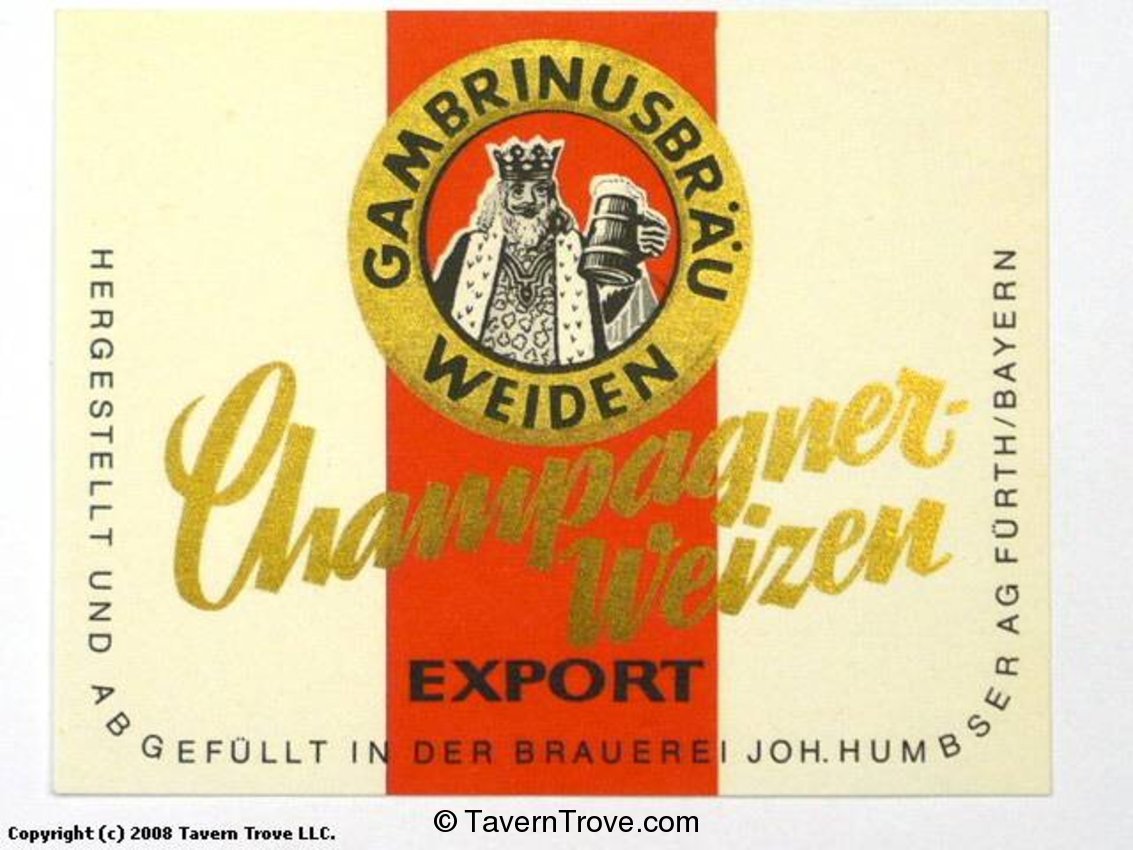 GAMBRINUSBRÄU
WEIDEN
Champagner-
Weizen
EXPORT
HERGESTELLT UND ABGEFÜLLT IN DER BRAUEREI JOH. HUMBSER AG FÜRTH/BAYERN
Copyright (c) 2008 Tavern Trove LLC.
© TavernTrove.com